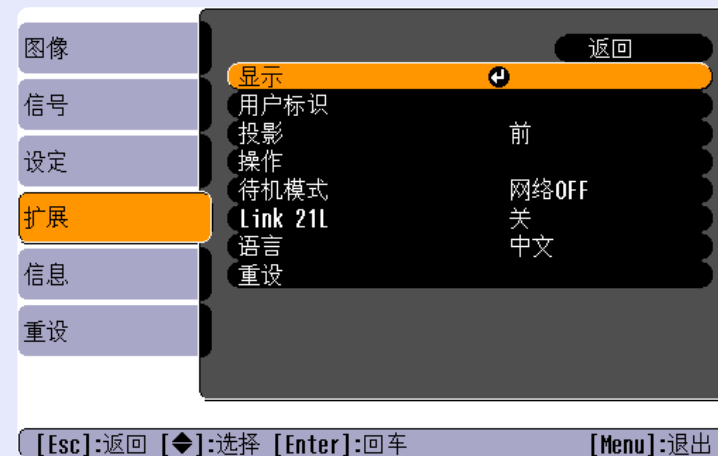 图像
信号
设定
扩展
信息
重设
返回
显示
用户标识
投影 前
操作
待机模式 网络OFF
Link 21L 关
语言 中文
重设
[Esc]:返回 [◆]:选择 [Enter]:回车 [Menu]:退出